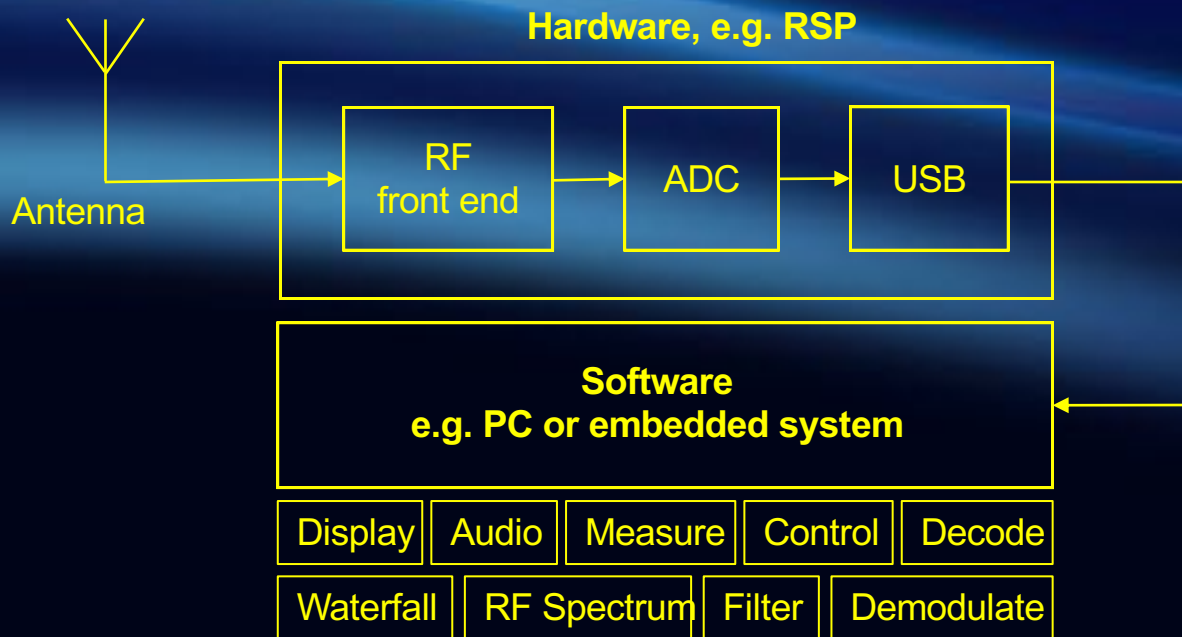 Hardware, e.g. RSP
RF
front end
ADC
USB
Antenna
Software
e.g. PC or embedded system
Display
Audio
Measure
Control
Decode
Waterfall
RF Spectrum
Filter
Demodulate